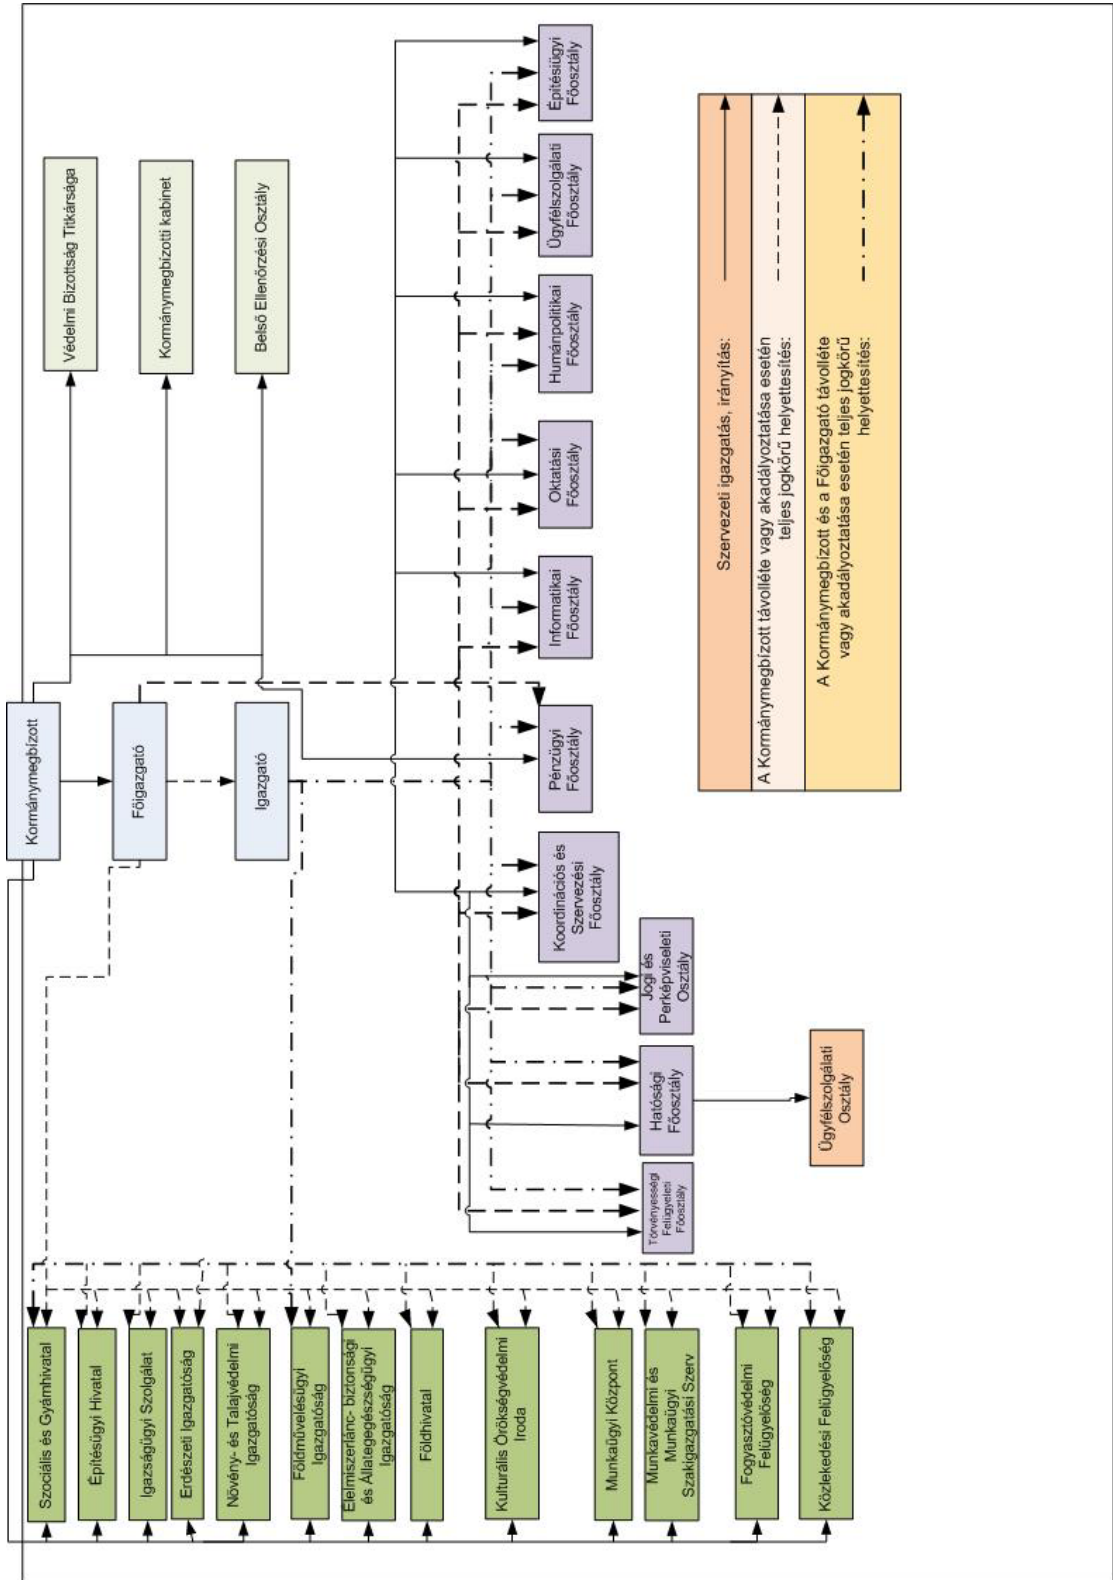 Kormánymegbízott
Főigazgató
Igazgató
Védelmi Bizottság Titkársága
Kormánymegbízotti kabinet
Belső Ellenőrzési Osztály
Szociális és Gyámhivatal
Építésügyi Hivatal
Igazságügyi Szolgálat
Erdészeti Igazgatóság
Növény- és Talajvédelmi
Igazgatóság
Földművelésügyi
Igazgatóság
Élelmiszerlánc- biztonsági
és Állategegészségügyi
Igazgatóság
Földhivatal
Kulturális Örökségvédelmi
Iroda
Munkaügyi Központ
Munkavédelmi és
Munkaügyi
Szakigazgatási Szerv
Fogyasztóvédelmi
Felügyelőség
Közlekedési Felügyelőség
Törvényességi
Felügyeleti
Főosztály
Hatósági
Főosztály
Jogi és
Perképviseleti
Osztály
Koordinációs és
Szervezési
Főosztály
Pénzügyi
Főosztály
Informatikai
Főosztály
Oktatási
Főosztály
Humánpolitikai
Főosztály
Ügyfélszolgálati
Főosztály
Építésiügyi
Főosztály
Ügyfélszolgálati
Osztály
Szervezeti igazgatás, irányítás:
A Kormánymegbízott távolléte vagy akadályoztatása esetén
teljes jogkörű helyettesítés:
A Kormánymegbízott és a Főigazgató távolléte
vagy akadályoztatása esetén teljes jogkörű
helyettesítés: